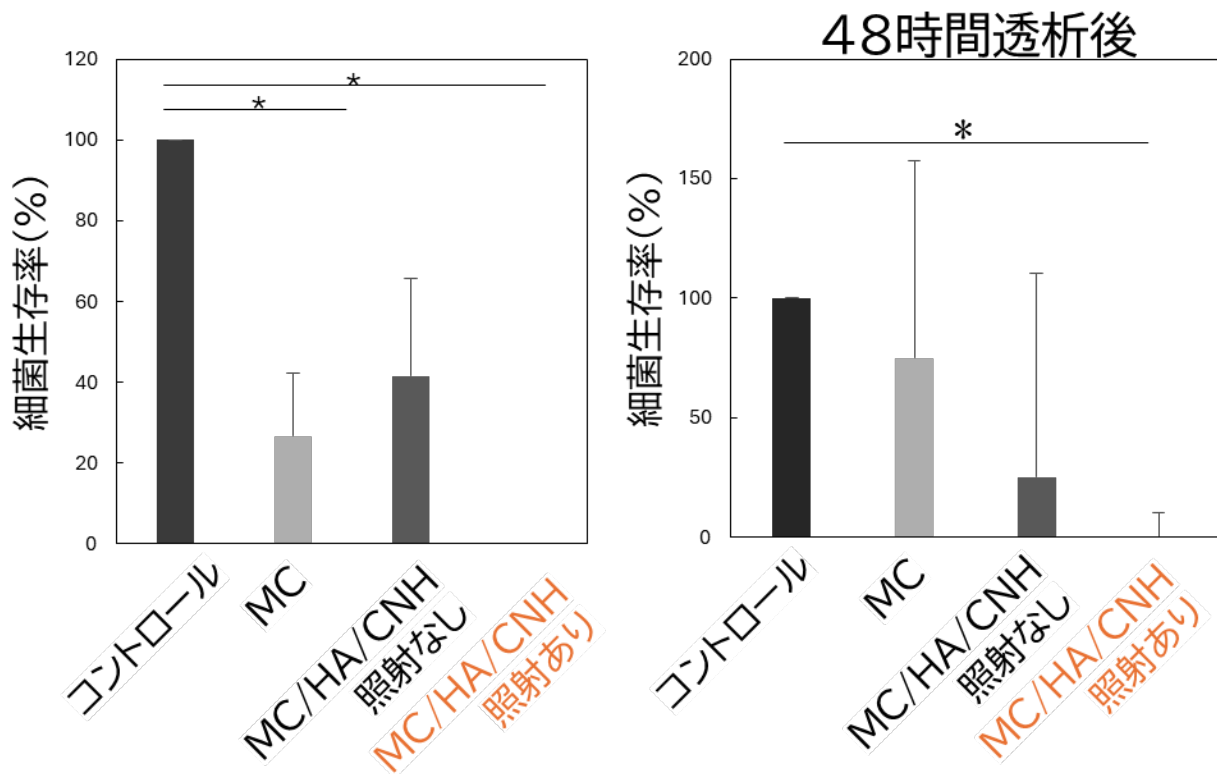 細菌生存率(%)
120
100
80
60
40
20
0
*
*
コントロール
MC
MC/HA/CNH
照射なし
MC/HA/CNH
照射あり
48時間透析後
細菌生存率(%)
200
150
100
50
0
*
コントロール
MC
MC/HA/CNH
照射なし
MC/HA/CNH
照射あり